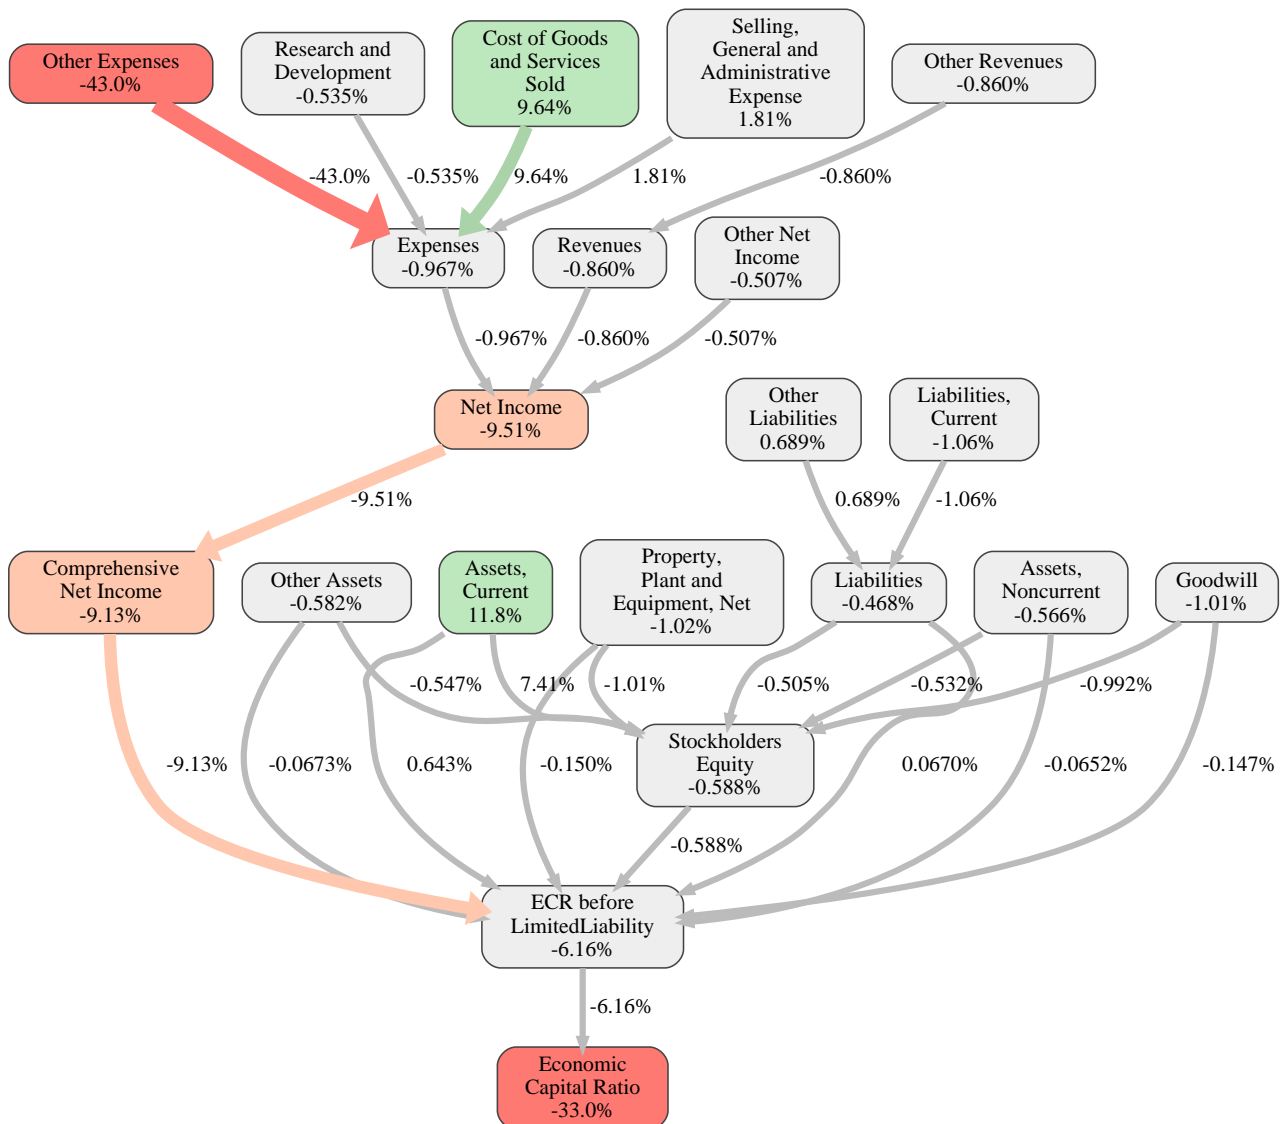 Other Expenses
-43.0%
Research and
Development
-0.535%
Cost of Goods
and Services
Sold
9.64%
Selling,
General and
Administrative
Expense
1.81%
Other Revenues
-0.860%
-43.0%
-0.535%
9.64%
1.81%
-0.860%
Expenses
-0.967%
Revenues
-0.860%
Other Net
Income
-0.507%
-0.967%
-0.860%
-0.507%
Net Income
-9.51%
Other
Liabilities
0.689%
Liabilities,
Current
-1.06%
-9.51%
0.689%
-1.06%
Comprehensive
Net Income
-9.13%
Other Assets
-0.582%
Assets,
Current
11.8%
Property,
Plant and
Equipment, Net
-1.02%
Liabilities
-0.468%
Assets,
Noncurrent
-0.566%
Goodwill
-1.01%
-0.547%
7.41%
-1.01%
-0.505%
-0.532%
-0.992%
Stockholders
Equity
-0.588%
-9.13%
-0.0673%
0.643%
-0.150%
0.0670%
-0.0652%
-0.147%
-0.588%
ECR before
LimitedLiability
-6.16%
-6.16%
Economic
Capital Ratio
-33.0%